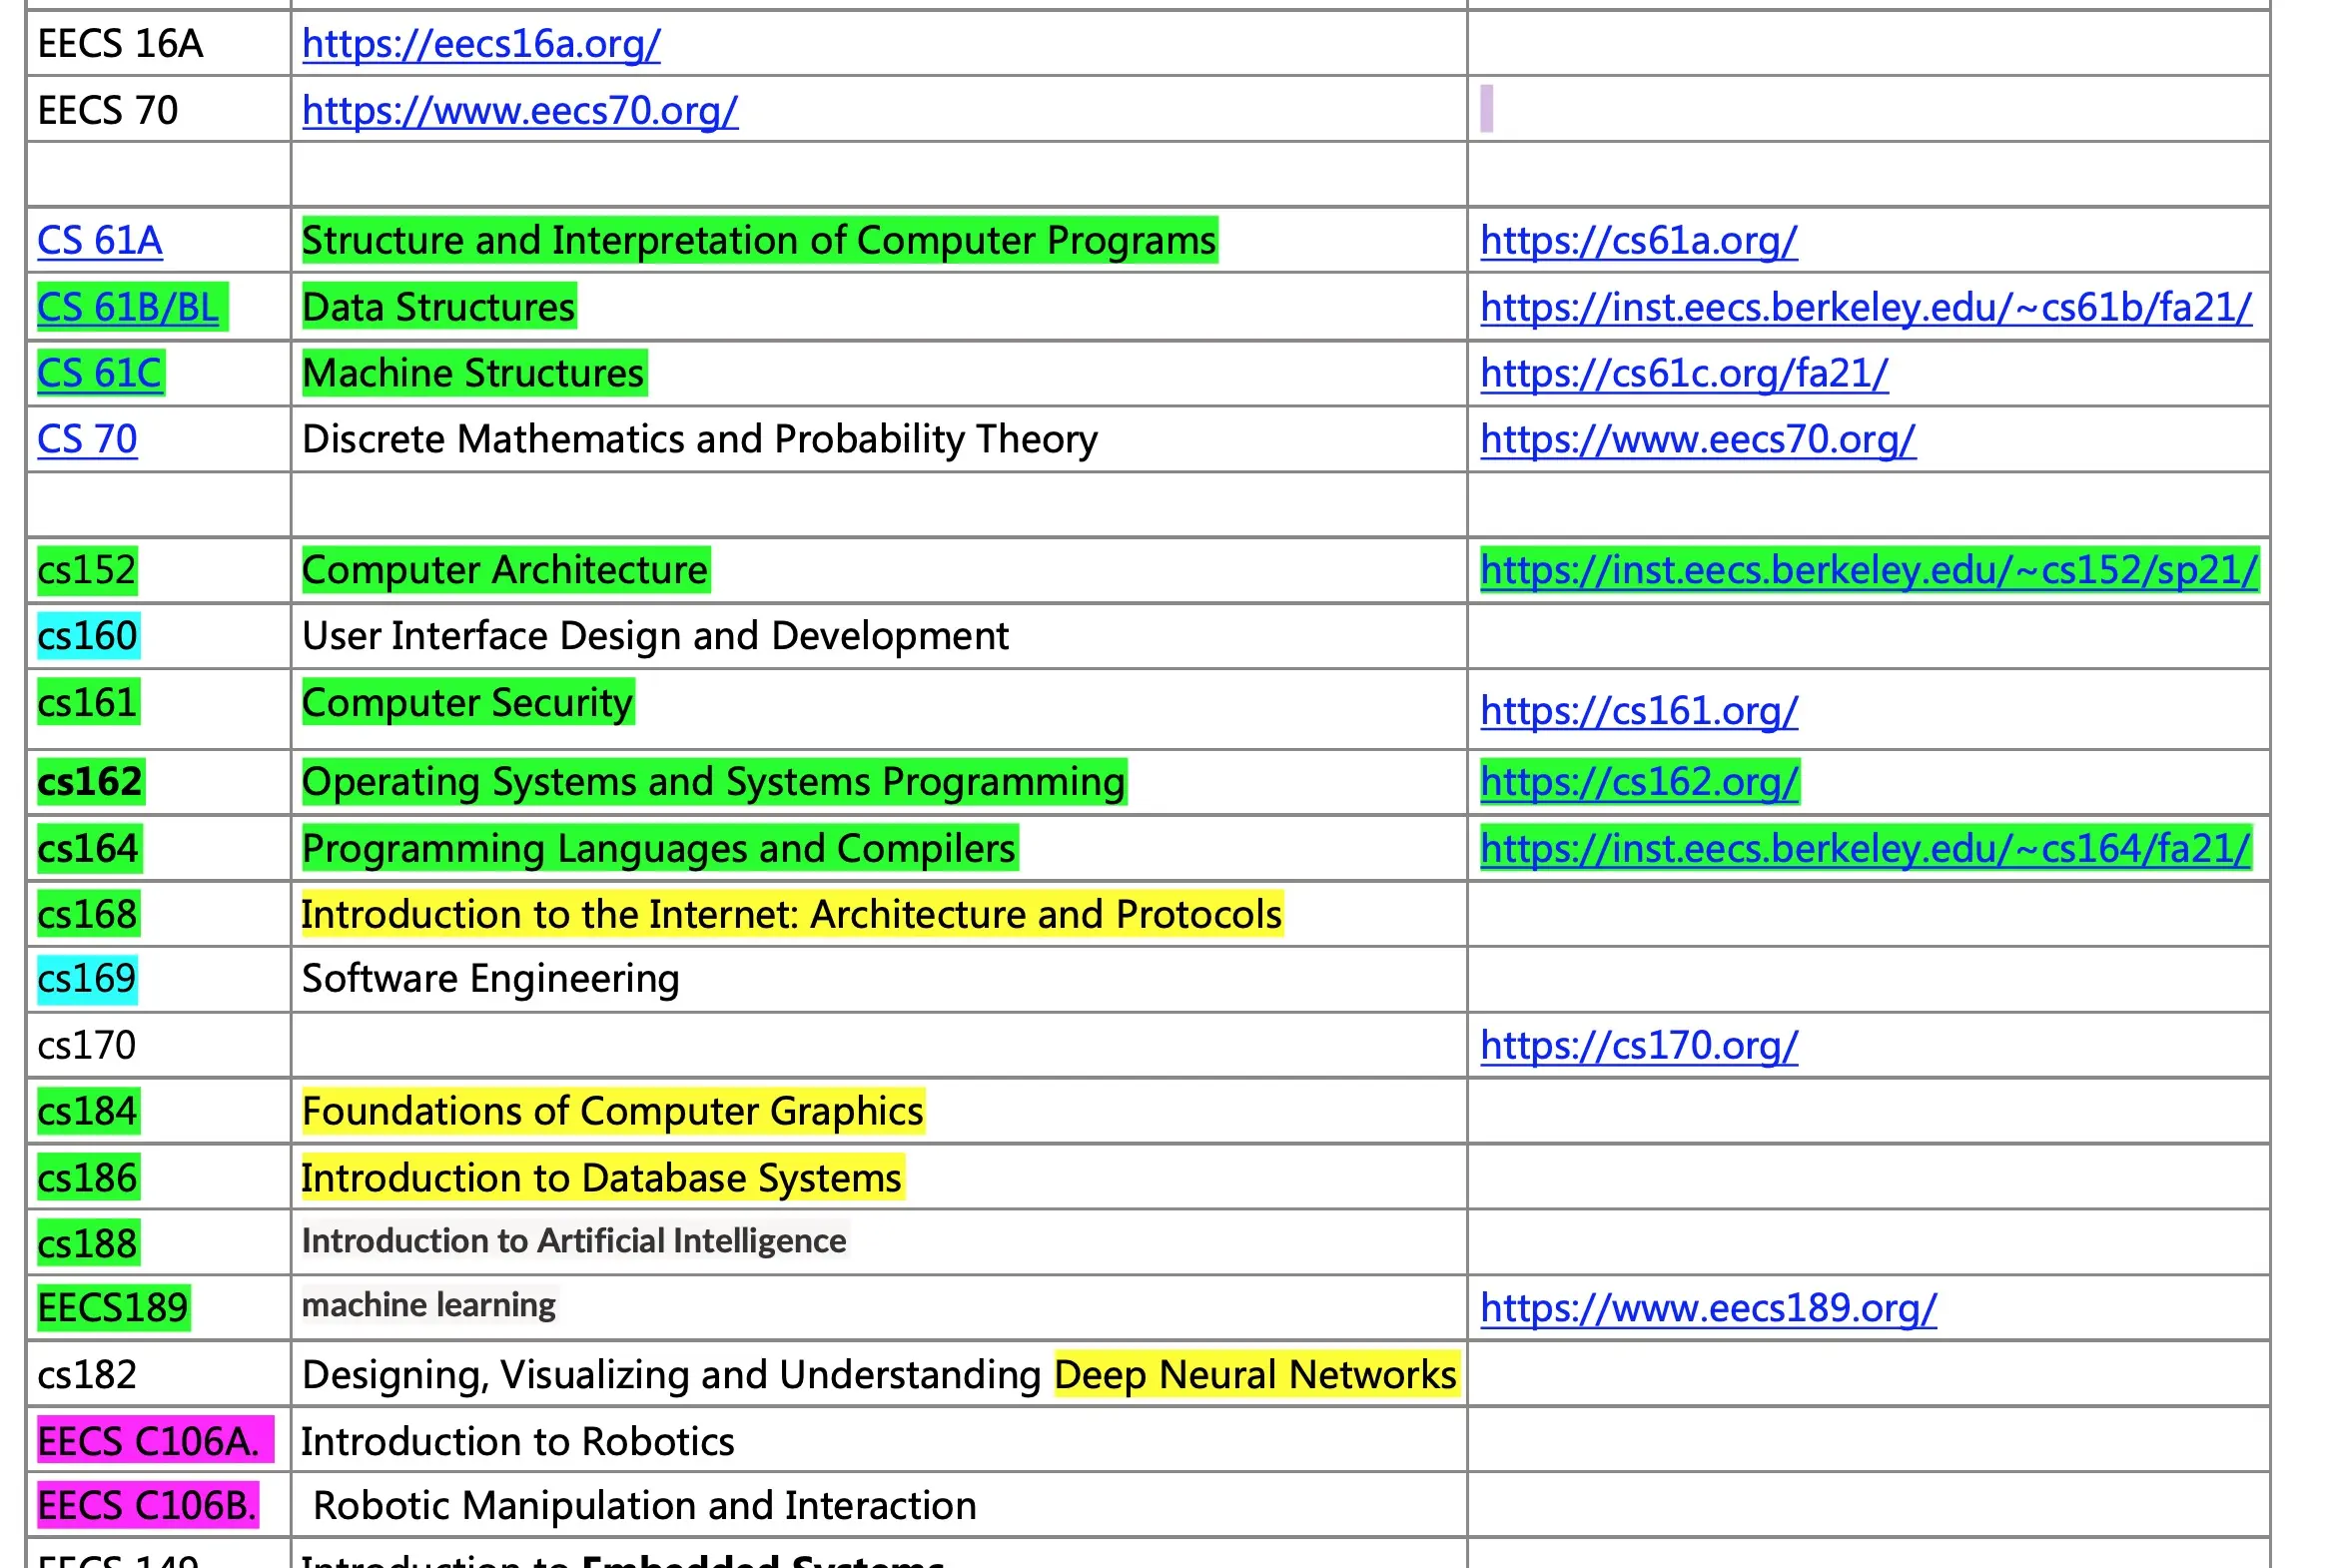 EECS 16A https://eecs16a.org/
EECS 70 https://www.eecs70.org/
CS 61A Structure and Interpretation of Computer Programs https://cs61a.org/
CS 61B/BL Data Structures https://inst.eecs.berkeley.edu/~cs61b/fa21/
CS 61C Machine Structures https://cs61c.org/fa21/
CS 70 Discrete Mathematics and Probability Theory https://www.eecs70.org/
cs152 Computer Architecture https://inst.eecs.berkeley.edu/~cs152/sp21/
cs160 User Interface Design and Development
cs161 Computer Security https://cs161.org/
cs162 Operating Systems and Systems Programming https://cs162.org/
cs164 Programming Languages and Compilers https://inst.eecs.berkeley.edu/~cs164/fa21/
cs168 Introduction to the Internet: Architecture and Protocols
cs169 Software Engineering
cs170 https://cs170.org/
cs184 Foundations of Computer Graphics
cs186 Introduction to Database Systems
cs188 Introduction to Artificial Intelligence
EECS189 machine learning https://www.eecs189.org/
cs182 Designing, Visualizing and Understanding Deep Neural Networks
EECS C106A. Introduction to Robotics
EECS C106B. Robotic Manipulation and Interaction
EECS 149 Introduction to Embedded Systems